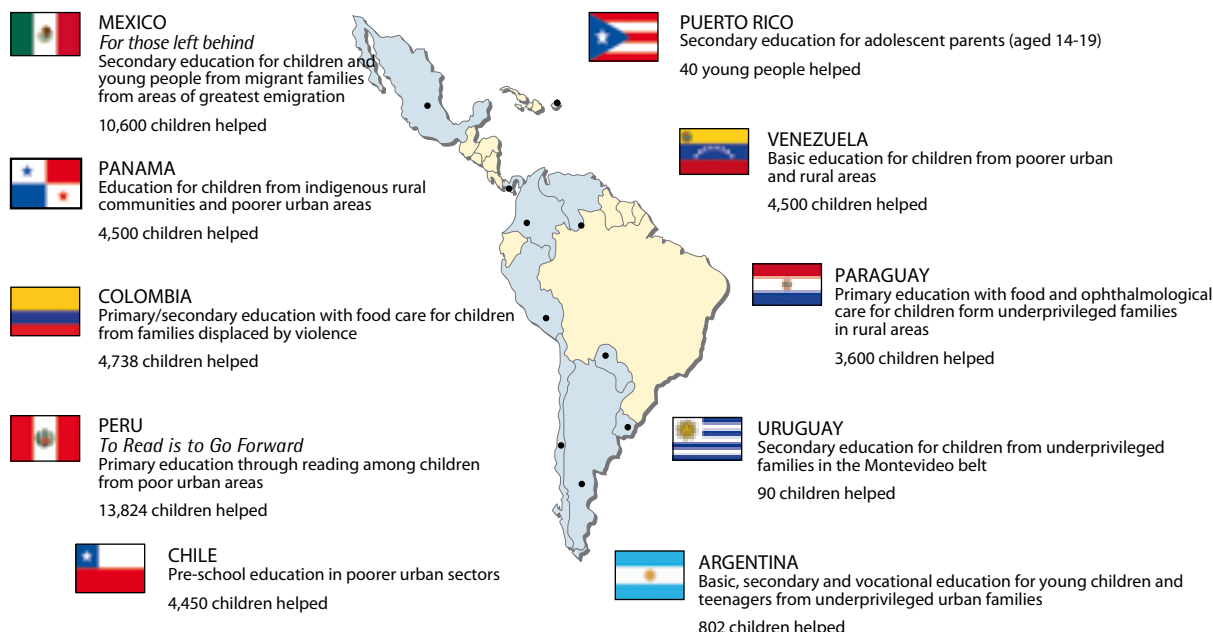 MEXICO
For those left behind
Secondary education for children and
young people from migrant families
from areas of greatest emigration
10,600 children helped
PANAMA
Education for children from indigenous rural
communities and poorer urban areas
4,500 children helped
COLOMBIA
Primary/secondary education with food care for children
from families displaced by violence
4,738 children helped
PERU
To Read is to Go Forward
Primary education through reading among children
from poor urban areas
13,824 children helped
CHILE
Pre-school education in poorer urban sectors
4,450 children helped
PUERTO RICO
Secondary education for adolescent parents (aged 14-19)
40 young people helped
VENEZUELA
Basic education for children from poorer urban
and rural areas
4,500 children helped
PARAGUAY
Primary education with food and ophthalmological
care for children form underprivileged families
in rural areas
3,600 children helped
URUGUAY
Secondary education for children from underprivileged
families in the Montevideo belt
90 children helped
ARGENTINA
Basic, secondary and vocational education for young children and
teenagers from underprivileged urban families
802 children helped